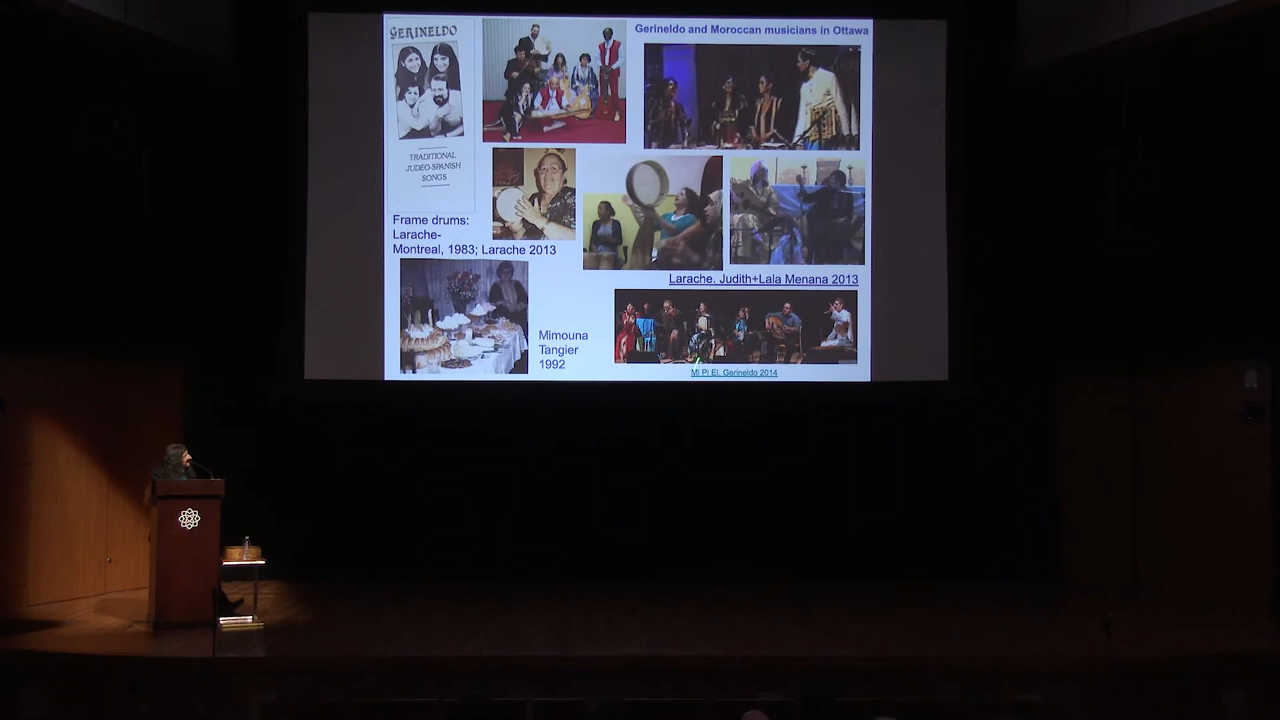 GERINELDO
TRADITIONAL
JUDEO-SPANISH
SONGS
Gerineldo and Moroccan musicians in Ottawa
Frame drums:
Larache-
Montreal, 1983; Larache 2013
Larache. Judith+Lala Menana 2013
Mimouna
Tangier
1992
Mi Pi El. Gerineldo 2014